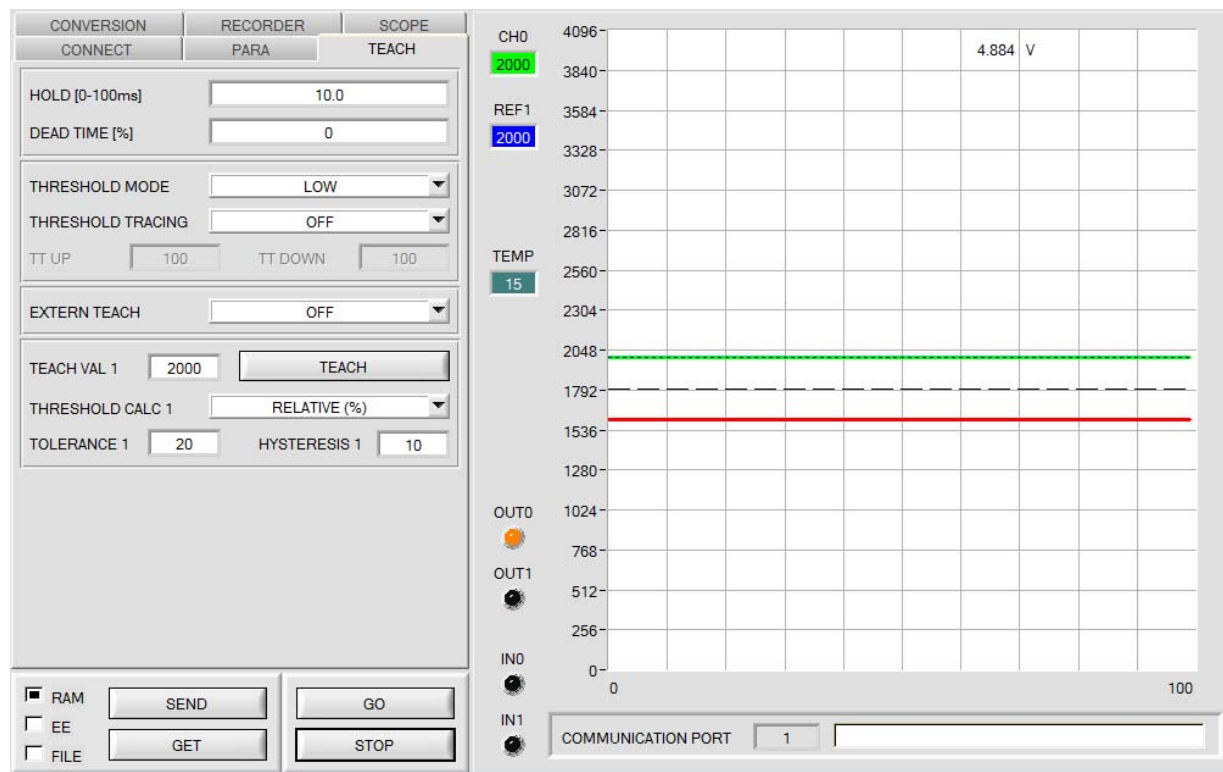 CONVERSION RECORDER SCOPE
CONNECT PARA TEACH
HOLD [0-100ms] 10.0
DEAD TIME [%] 0
THRESHOLD MODE LOW
THRESHOLD TRACING OFF
TT UP 100 TT DOWN 100
EXTERN TEACH OFF
TEACH VAL 1 2000 TEACH
THRESHOLD CALC 1 RELATIVE (%)
TOLERANCE 1 20 HYSTERESIS 1 10
RAM SEND GO
EE
GET STOP
FILE
CH0
2000
REF1
2000
TEMP
15
OUT0
OUT1
IN0
IN1
4.884 V
4096
3840
3584
3328
3072
2816
2560
2304
2048
1792
1536
1280
1024
768
512
256
0
0 100
COMMUNICATION PORT 1